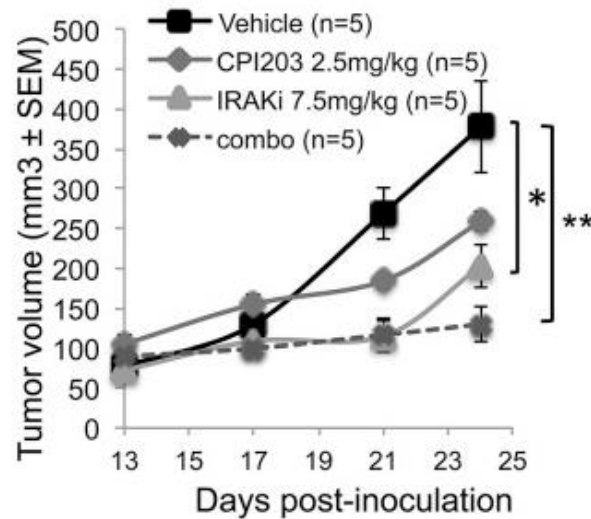 Tumor volume (mm3 ± SEM)
500
450
400
350
300
250
200
150
100
50
0
Vehicle (n=5)
CPI203 2.5mg/kg (n=5)
IRAKi 7.5mg/kg (n=5)
combo (n=5)
*
**
13 15 17 19 21 23 25
Days post-inoculation